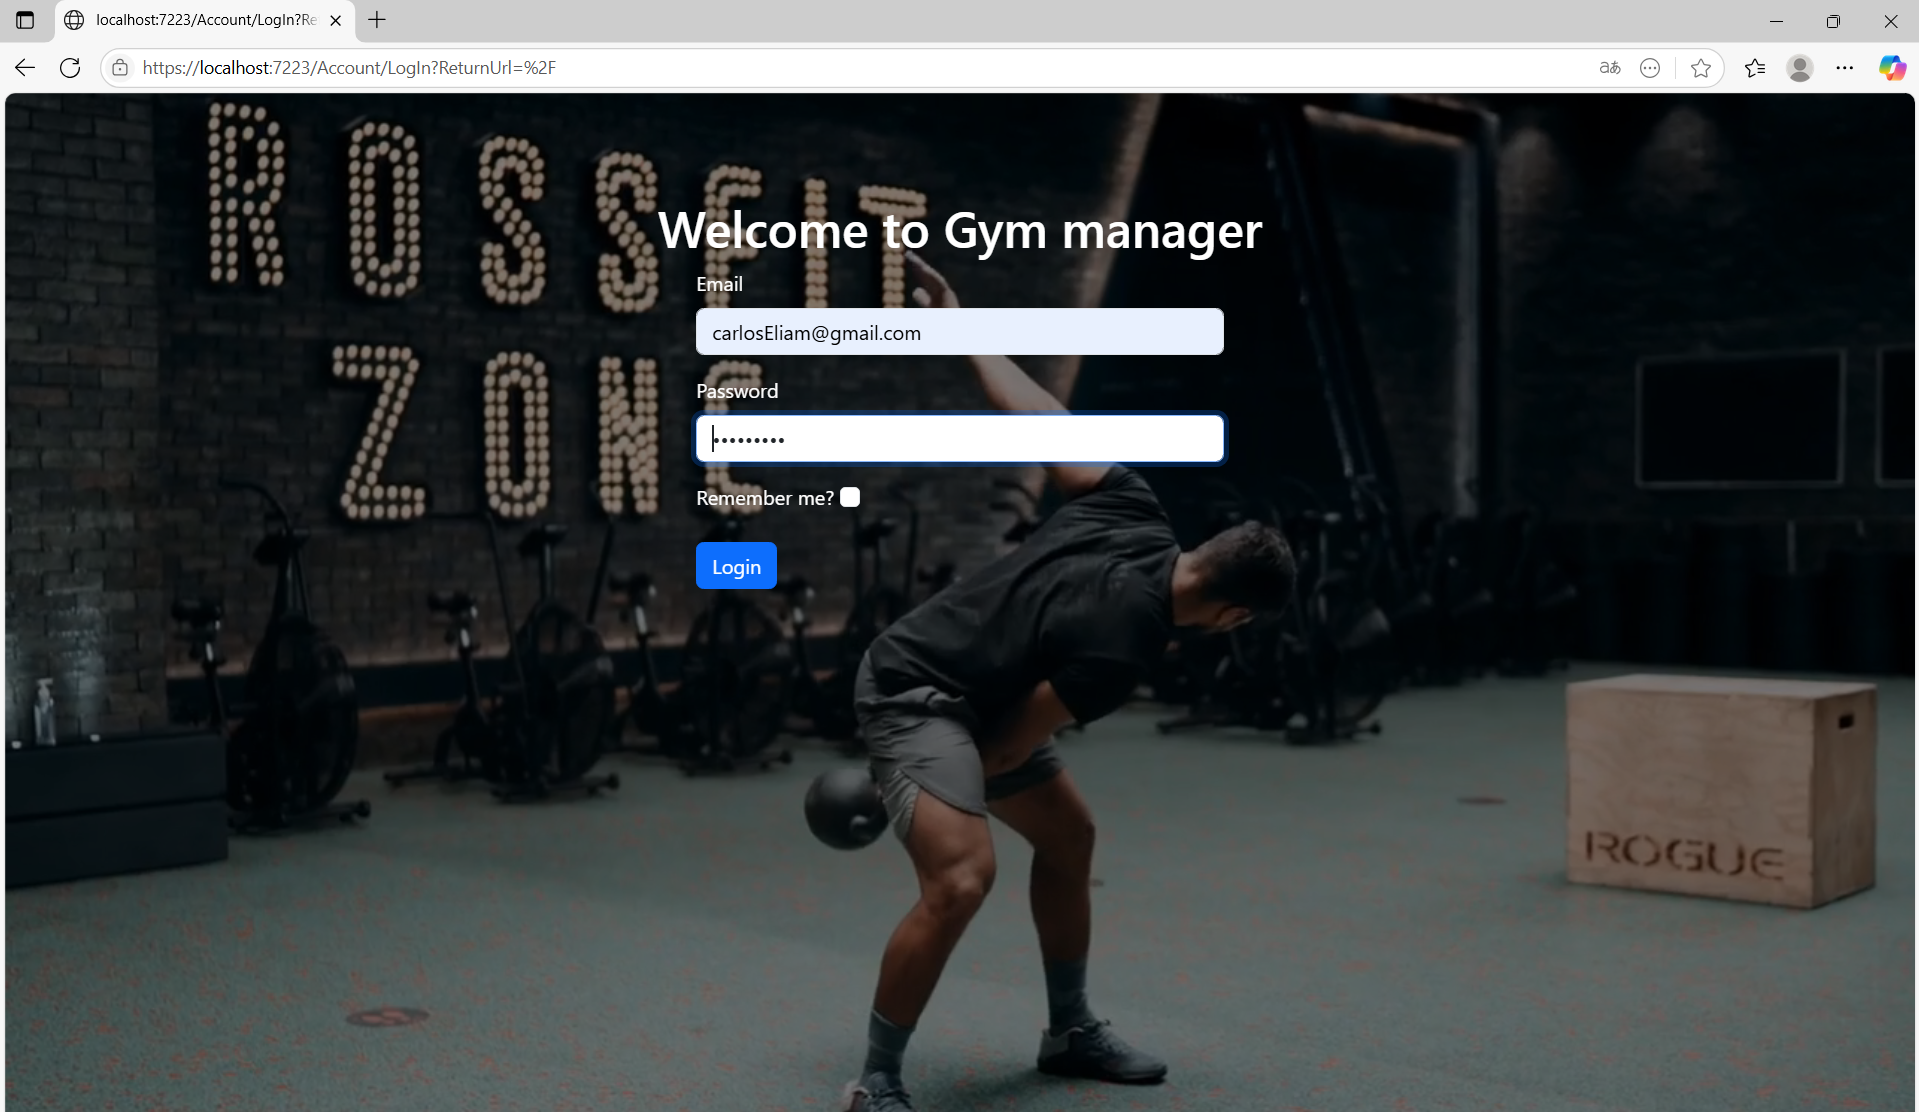 localhost:7223/Account/LogIn?Re
https://localhost:7223/Account/LogIn?ReturnUrl=%2F
ROSSFIT
ZONE
Welcome to Gym manager
Email
carlosEliam@gmail.com
Password
•••••••••
Remember me?
Login
ROGUE